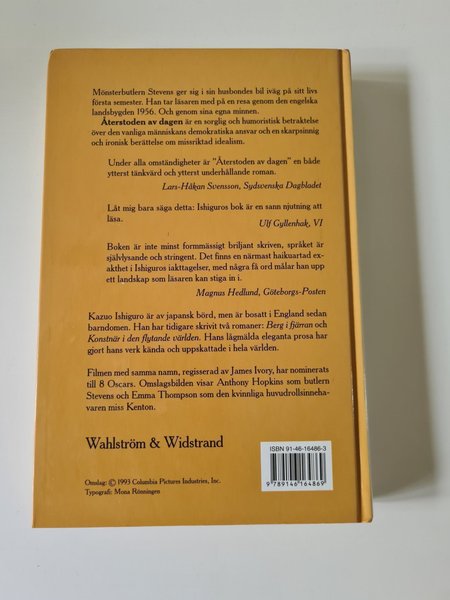 Mönsterbutlern Stevens ger sig i sin husbondes bil iväg på sitt livs
första semester. Han tar läsaren med på en resa genom den engelska
landsbygden 1956. Och genom sina egna minnen.
Återstoden av dagen är en sorglig och humoristisk betraktelse
över den vanliga människans demokratiska ansvar och en skarpsinnig
och ironisk berättelse om missriktad idealism.
Under alla omständigheter är "Återstoden av dagen" en både
ytterst tänkvärd och ytterst underhållande roman.
Lars-Håkan Svensson, Sydsvenska Dagbladet
Låt mig bara säga detta: Ishiguros bok är en sann njutning att
läsa.
Ulf Gyllenhak, VI
Boken är inte minst formmässigt briljant skriven, språket är
självlysande och stringent. Det finns en närmast haikuartad ex-
akthet i Ishiguros iakttagelser, med några få ord målar han upp
ett landskap som läsaren kan stiga in i.
Magnus Hedlund, Göteborgs-Posten
Kazuo Ishiguro är av japansk börd, men är bosatt i England sedan
barndomen. Han har tidigare skrivit två romaner: Berg i fjärran och
Konstnär i den flytande världen. Hans lågmälda eleganta prosa har
gjort hans verk kända och uppskattade i hela världen.
Filmen med samma namn, regisserad av James Ivory, har nominerats
till 8 Oscars. Omslagsbilden visar Anthony Hopkins som butlern
Stevens och Emma Thompson som den kvinnliga huvudrollsinneha-
varen miss Kenton.
Wahlström & Widstrand
ISBN 91-46-16486-3
9 789146 164869
Omslag: © 1993 Columbia Pictures Industries, Inc.
Typografi: Mona Rönningen